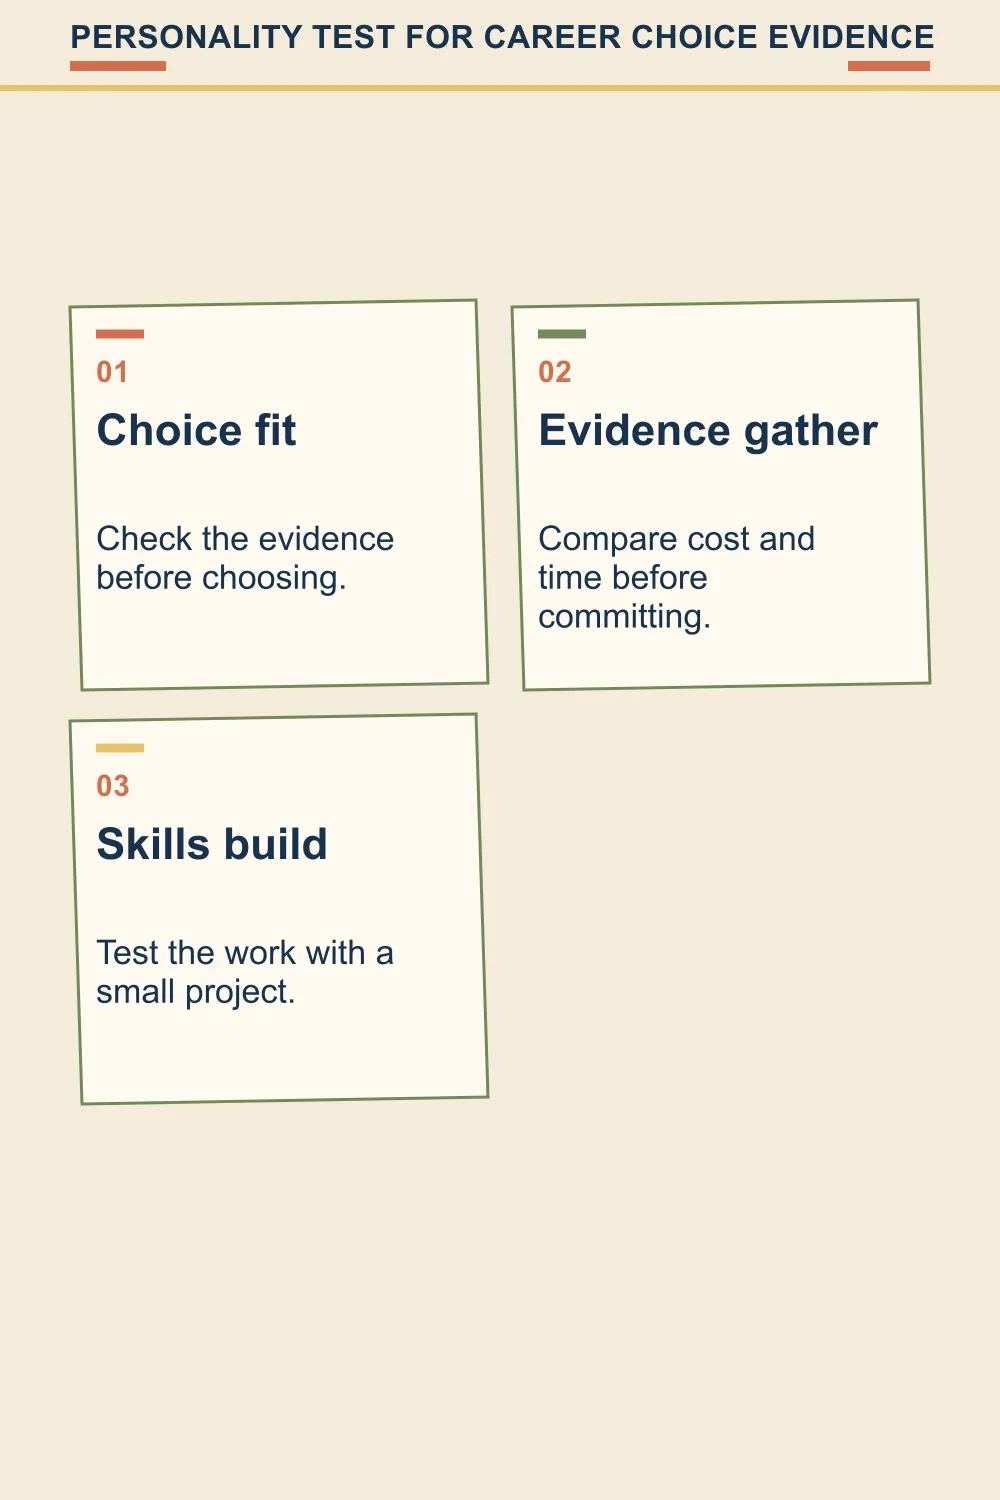 PERSONALITY TEST FOR CAREER CHOICE EVIDENCE
01
Choice fit
Check the evidence
before choosing.
02
Evidence gather
Compare cost and
time before
committing.
03
Skills build
Test the work with a
small project.